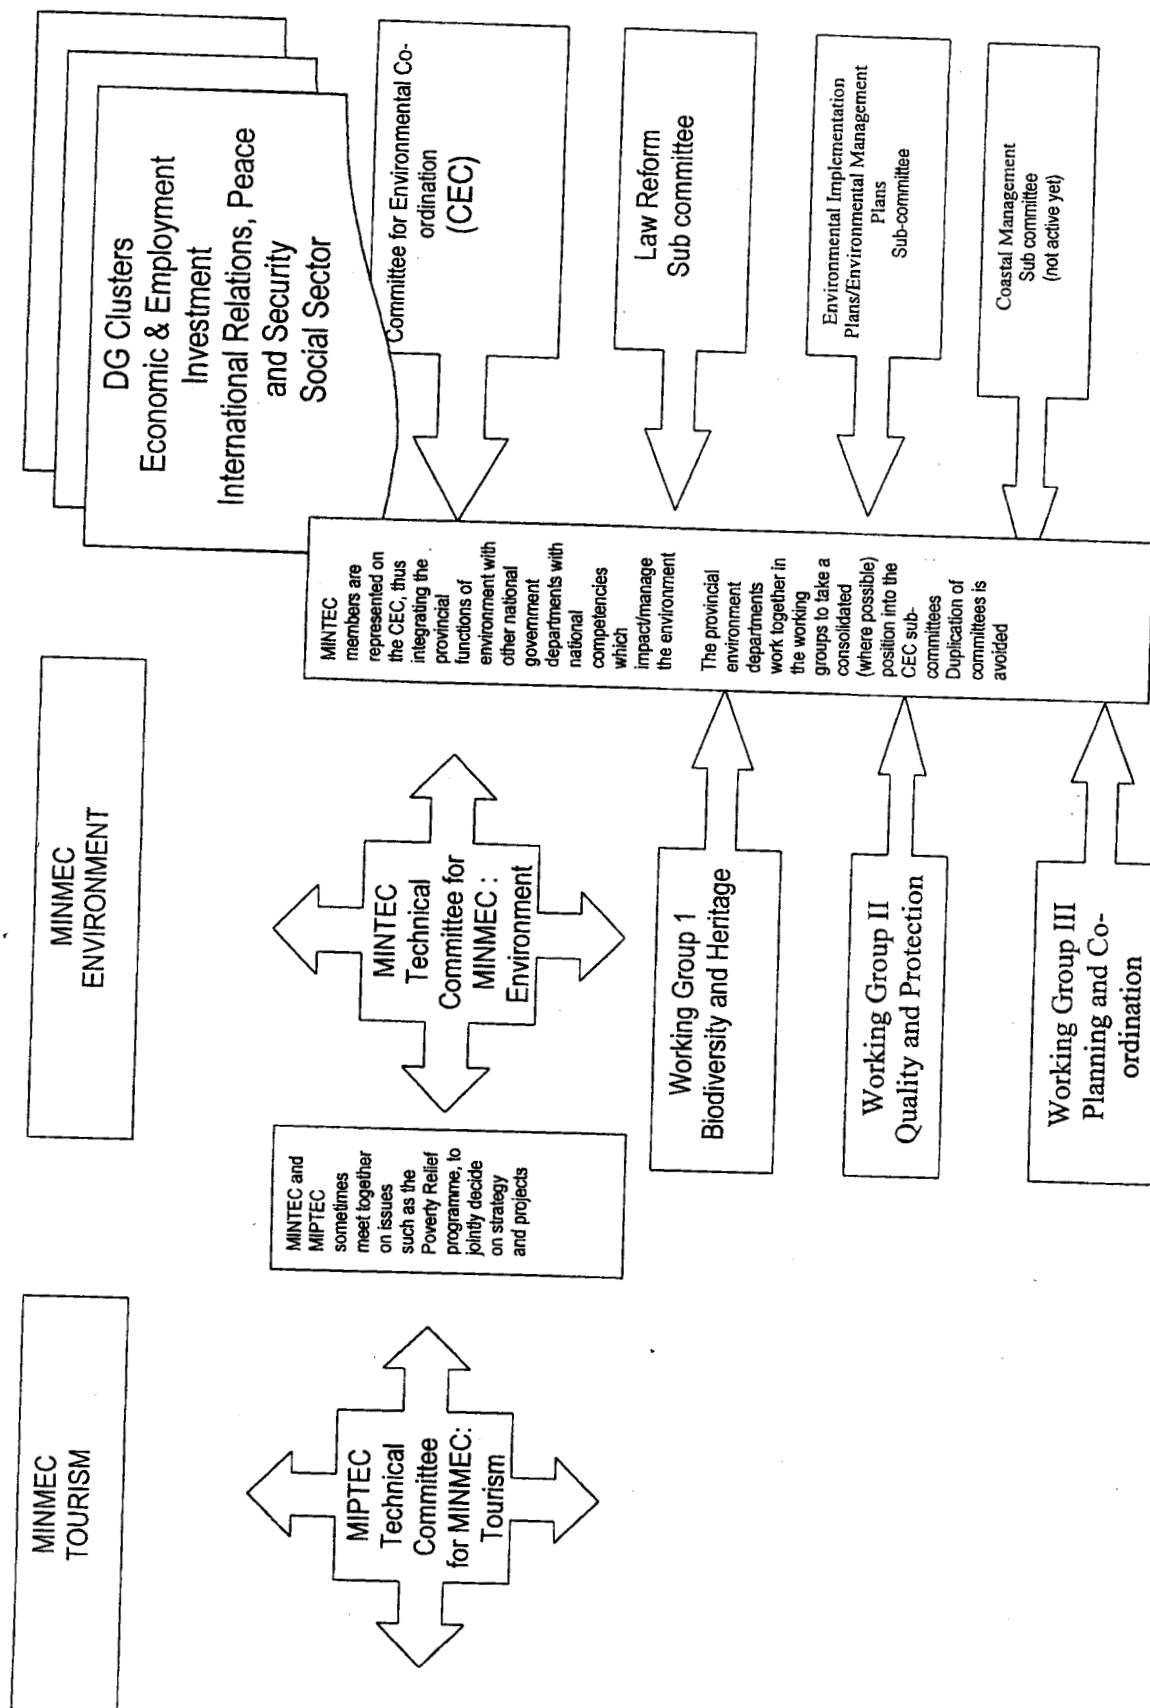 MINMEC
TOURISM
MINMEC
ENVIRONMENT
DG Clusters
Economic & Employment
Investment
International Relations, Peace
and Security
Social Sector
MIPTEC
Technical
Committee
for MINMEC:
Tourism
MINTEC and
MIPTEC
sometimes
meet together
on issues
such as the
Poverty Relief
programme, to
jointly decide
on strategy
and projects
MINTEC
Technical
Committee for
MINMEC :
Environment
MINTEC
members are
represented on
the CEC, thus
integrating the
provincial
functions of
environment with
other national
government
departments with
national
competencies
which
impact/manage
the environment
The provincial
environment
departments
work together in
the working
groups to take a
consolidated
(where possible)
position into the
CEC sub-
committees
Duplication of
committees is
avoided
Committee for Environmental Co-
ordination
(CEC)
Law Reform
Sub committee
Environmental Implementation
Plans/Environmental Management
Plans
Sub-committee
Coastal Management
Sub committee
(not active yet)
Working Group 1
Biodiversity and Heritage
Working Group II
Quality and Protection
Working Group III
Planning and Co-
ordination